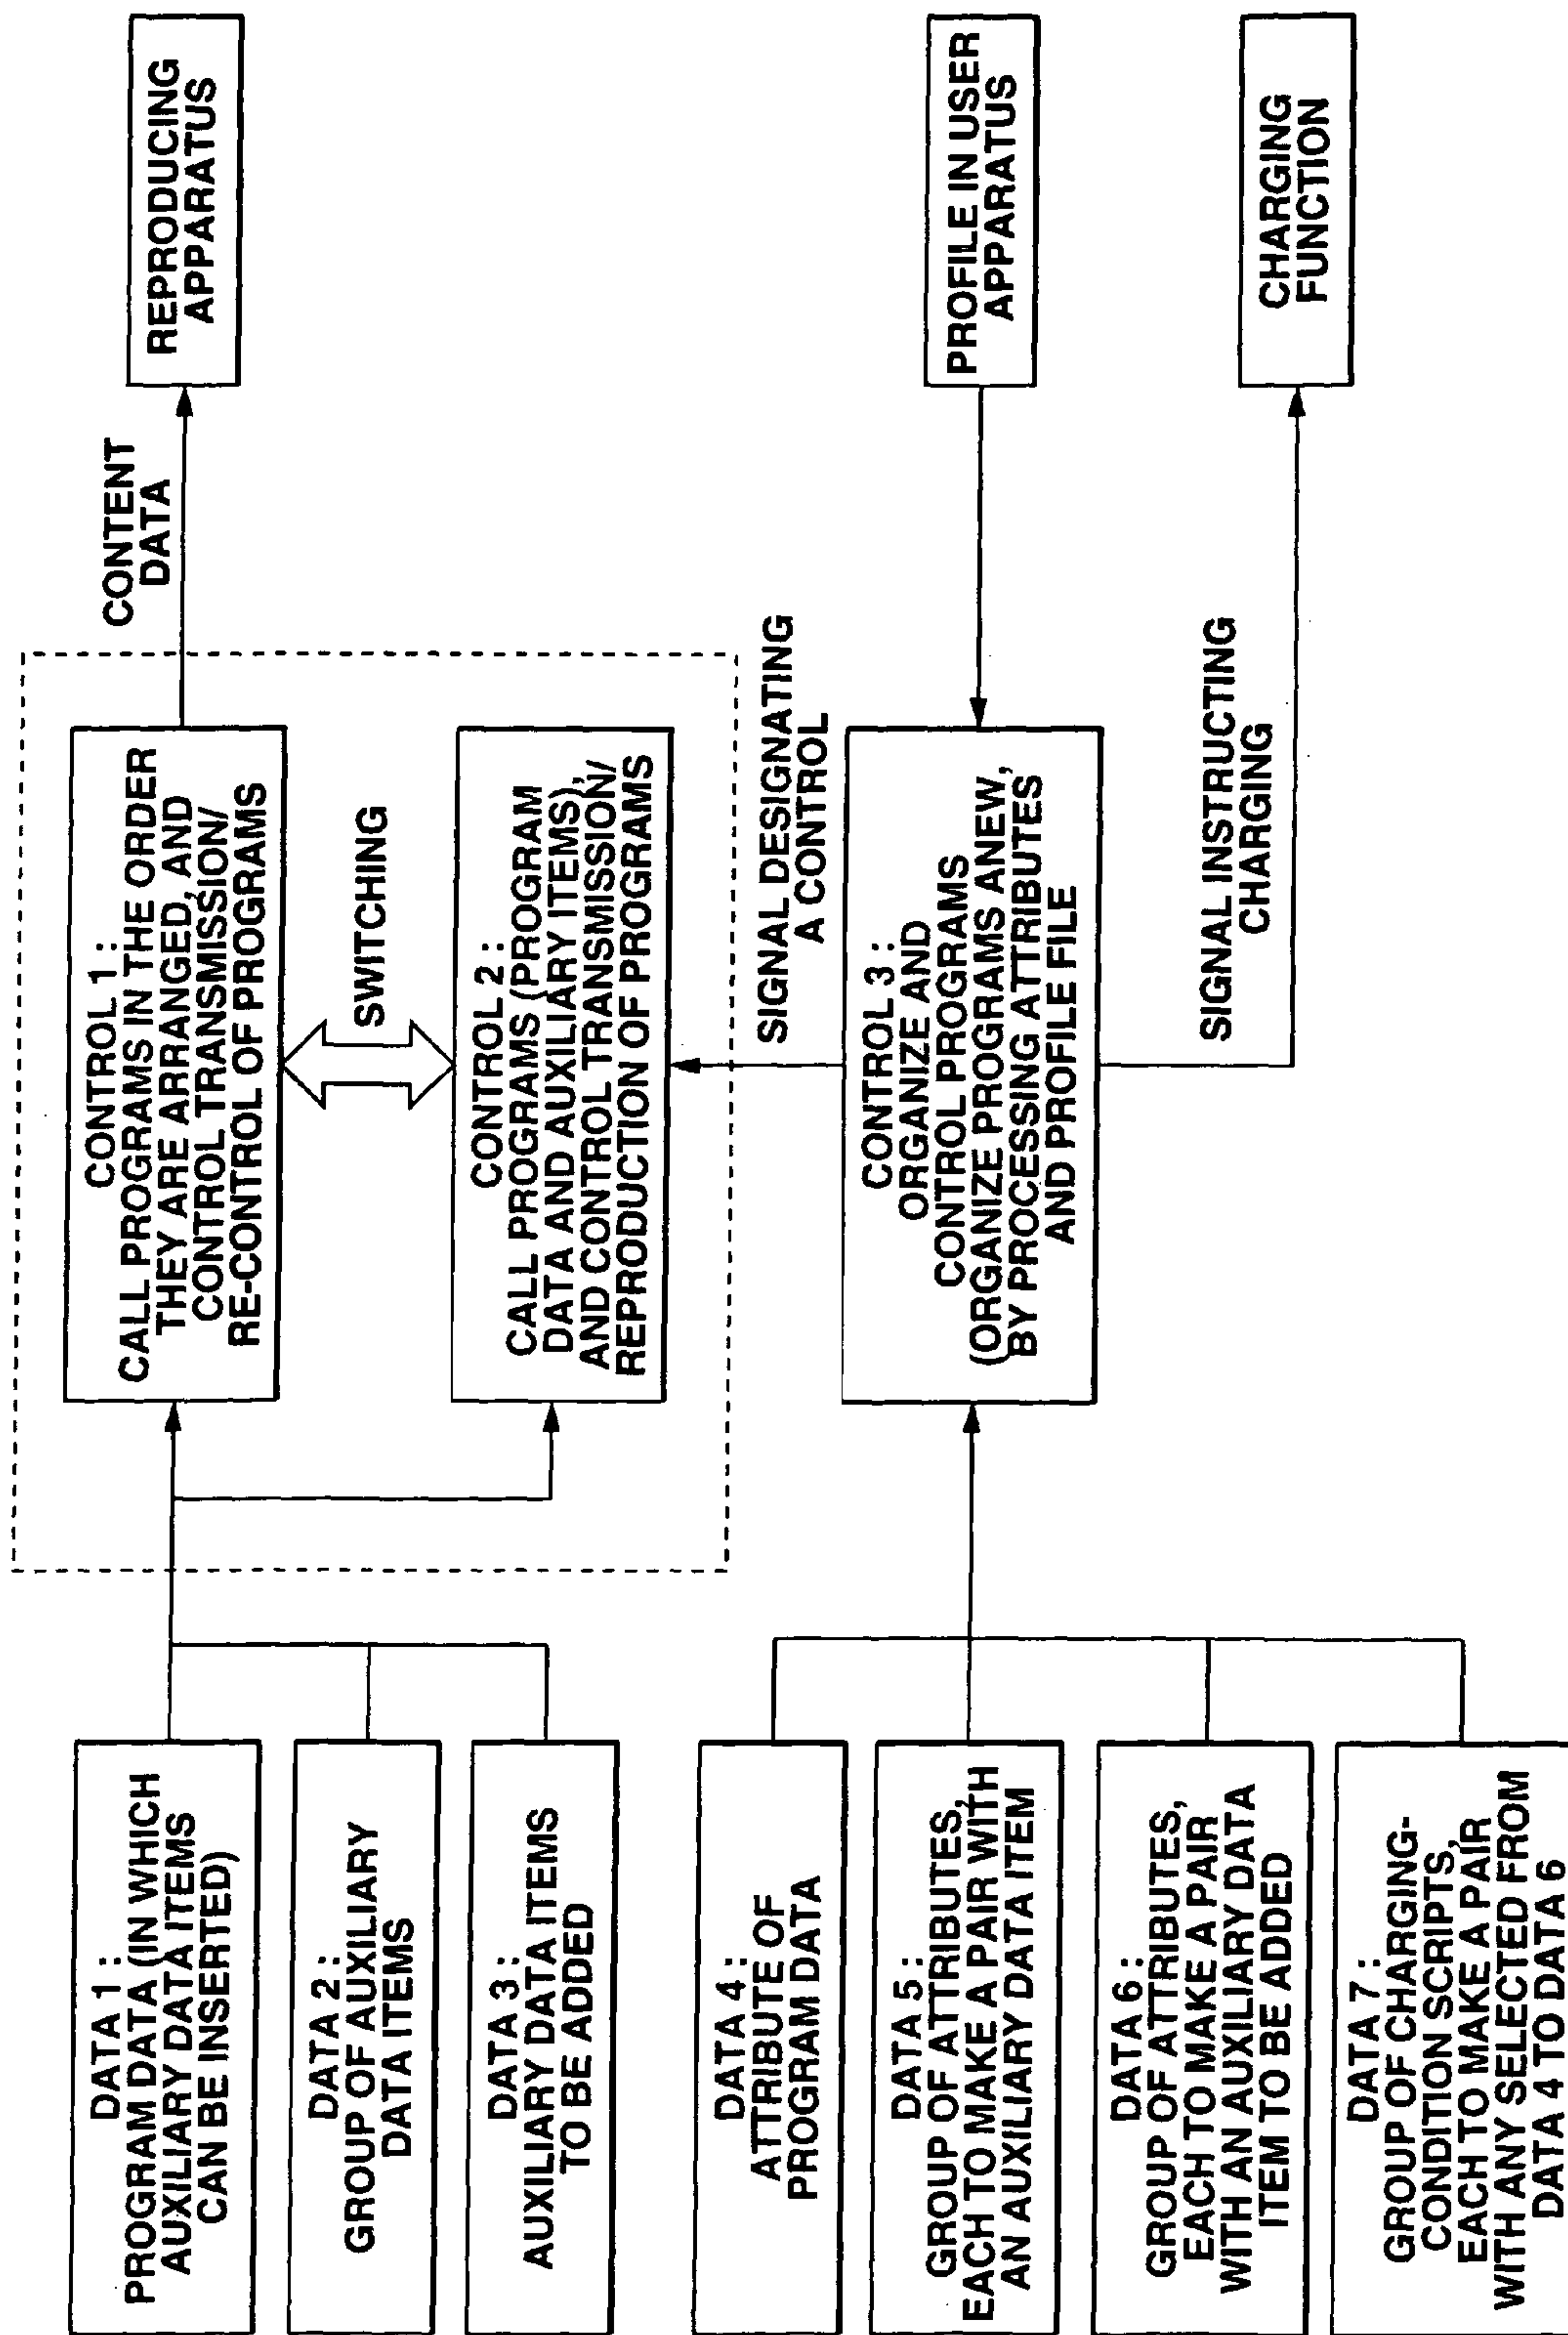 DATA 1 :
PROGRAM DATA (IN WHICH
AUXILIARY DATA ITEMS
CAN BE INSERTED)
DATA 2 :
GROUP OF AUXILIARY
DATA ITEMS
DATA 3 :
AUXILIARY DATA ITEMS
TO BE ADDED
DATA 4 :
ATTRIBUTE OF
PROGRAM DATA
DATA 5 :
GROUP OF ATTRIBUTES,
EACH TO MAKE A PAIR WITH
AN AUXILIARY DATA ITEM
DATA 6 :
GROUP OF ATTRIBUTES,
EACH TO MAKE A PAIR
WITH AN AUXILIARY DATA
ITEM TO BE ADDED
DATA 7 :
GROUP OF CHARGING-
CONDITION SCRIPTS,
EACH TO MAKE A PAIR
WITH ANY SELECTED FROM
DATA 4 TO DATA 6
CONTROL 1 :
CALL PROGRAMS IN THE ORDER
THEY ARE ARRANGED, AND
CONTROL TRANSMISSION/
RE-CONTROL OF PROGRAMS
SWITCHING
CONTROL 2 :
CALL PROGRAMS (PROGRAM
DATA AND AUXILIARY ITEMS),
AND CONTROL TRANSMISSION/
REPRODUCTION OF PROGRAMS
SIGNAL DESIGNATING
A CONTROL
CONTROL 3 :
ORGANIZE AND
CONTROL PROGRAMS
(ORGANIZE PROGRAMS ANEW,
BY PROCESSING ATTRIBUTES
AND PROFILE FILE
SIGNAL INSTRUCTING
CHARGING
CONTENT
DATA
REPRODUCING
APPARATUS
PROFILE IN USER
APPARATUS
CHARGING
FUNCTION